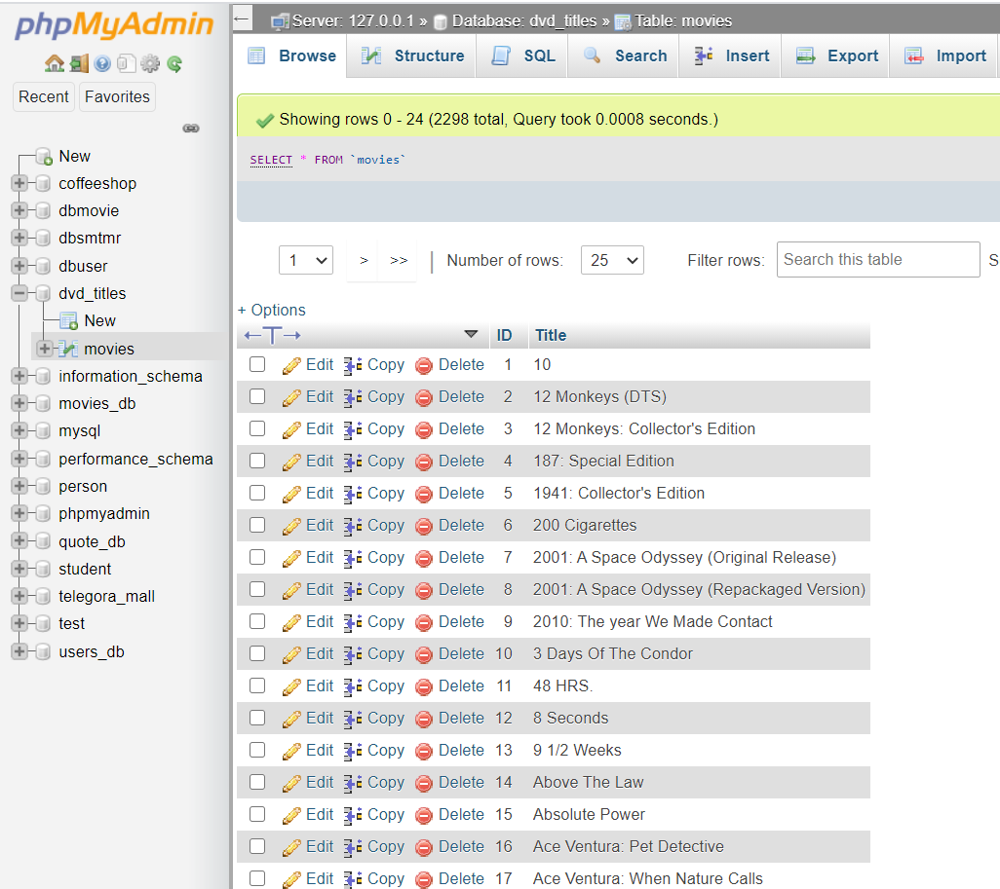 phpMyAdmin
Recent Favorites
New
coffeeshop
dbmovie
dbsmtmr
dbuser
dvd_titles
New
movies
information_schema
movies_db
mysql
performance_schema
person
phpmyadmin
quote_db
student
telegora_mall
test
users_db
← Server: 127.0.0.1 » Database: dvd_titles » Table: movies
Browse Structure SQL Search Insert Export Import
Showing rows 0 - 24 (2298 total, Query took 0.0008 seconds.)
SELECT * FROM `movies`
1 > >> | Number of rows: 25 Filter rows: Search this table S
+ Options
←T→ ID Title
Edit Copy Delete 1 10
Edit Copy Delete 2 12 Monkeys (DTS)
Edit Copy Delete 3 12 Monkeys: Collector's Edition
Edit Copy Delete 4 187: Special Edition
Edit Copy Delete 5 1941: Collector's Edition
Edit Copy Delete 6 200 Cigarettes
Edit Copy Delete 7 2001: A Space Odyssey (Original Release)
Edit Copy Delete 8 2001: A Space Odyssey (Repackaged Version)
Edit Copy Delete 9 2010: The year We Made Contact
Edit Copy Delete 10 3 Days Of The Condor
Edit Copy Delete 11 48 HRS.
Edit Copy Delete 12 8 Seconds
Edit Copy Delete 13 9 1/2 Weeks
Edit Copy Delete 14 Above The Law
Edit Copy Delete 15 Absolute Power
Edit Copy Delete 16 Ace Ventura: Pet Detective
Edit Copy Delete 17 Ace Ventura: When Nature Calls